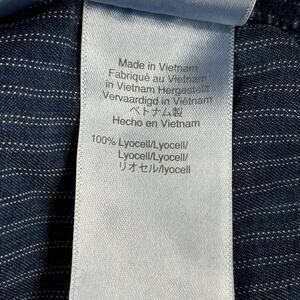 Made in Vietnam
Fabriqué au Vietnam
in Vietnam Hergestellt
Vervaardigd in Viêtnam
ベトナム製
Hecho en Vietnam
100% Lyocell/Lyocell/
Lyocell/Lyocell/
リオセル/lyocell